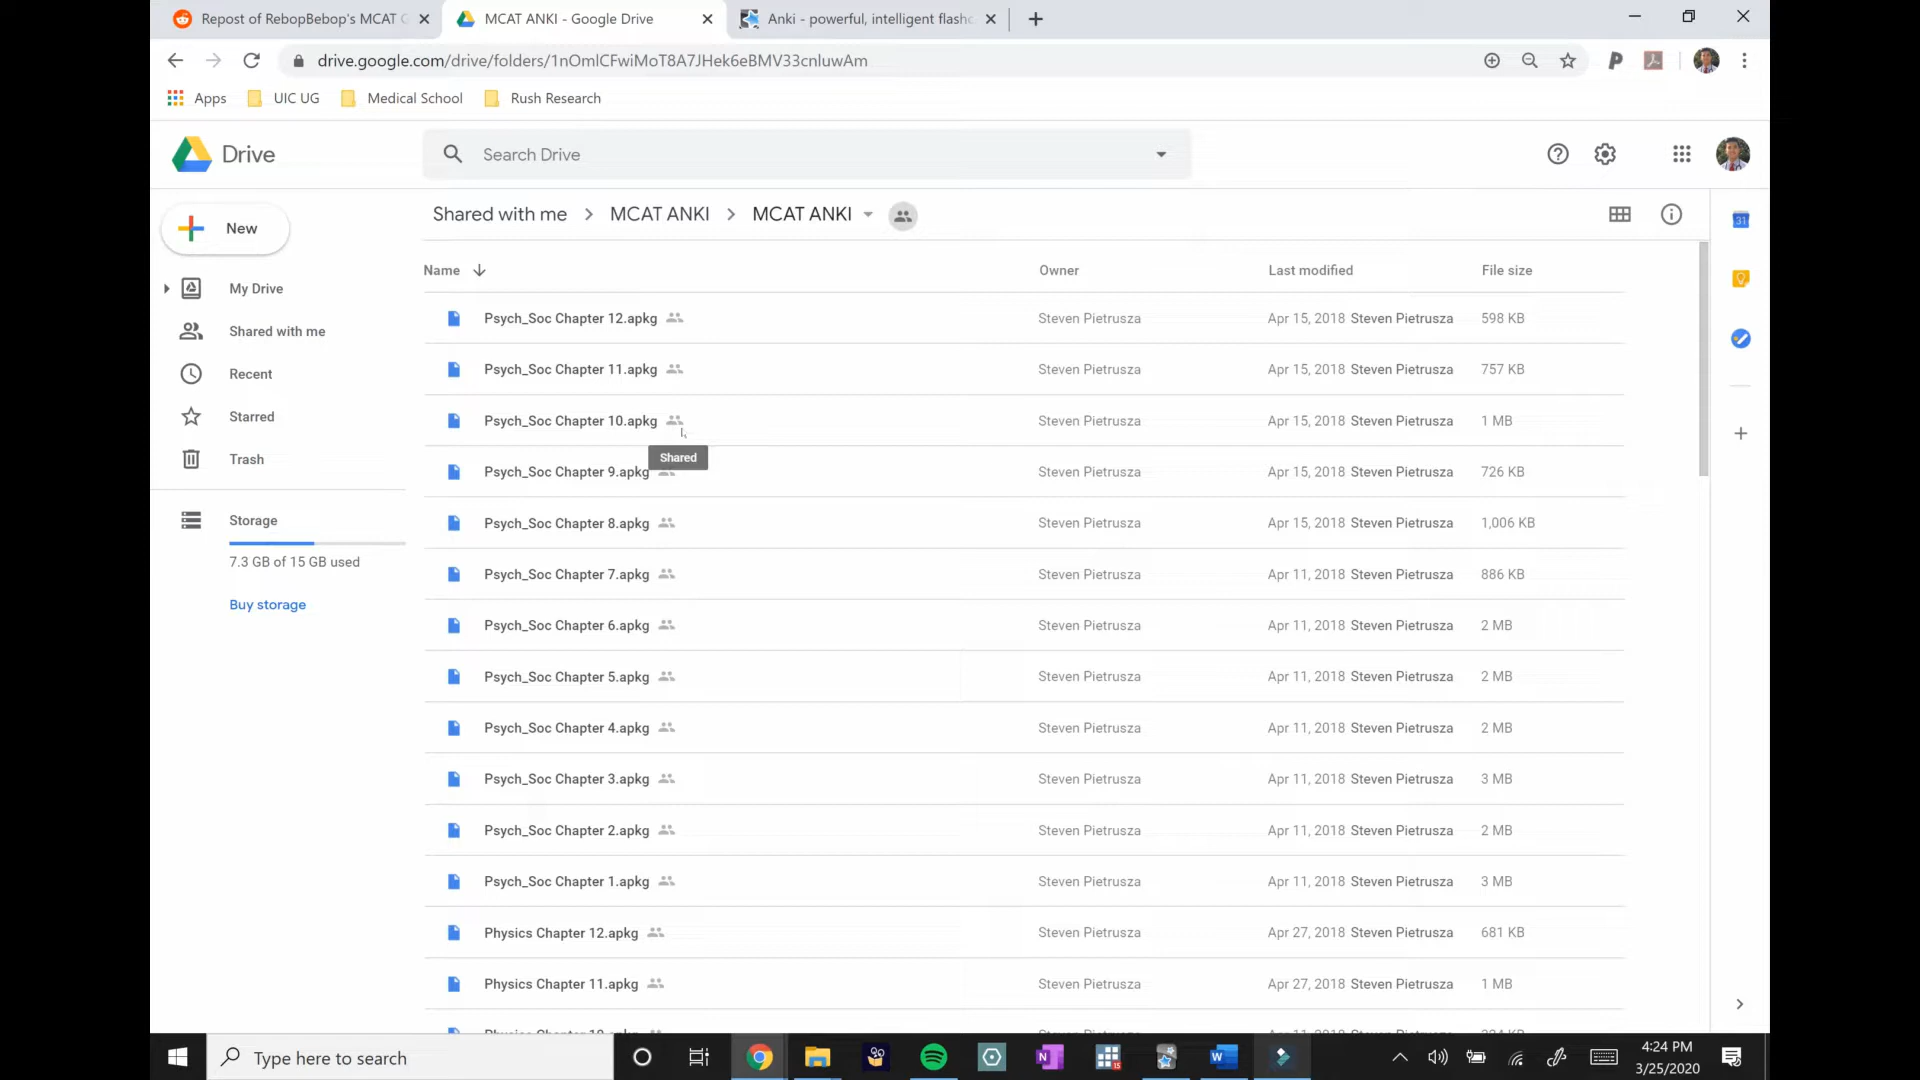 Repost of RebopBebop's MCAT
MCAT ANKI - Google Drive
Anki - powerful, intelligent flashc
drive.google.com/drive/folders/1nOmlCFwiMoT8A7JHek6eBMV33cnluwAm
Apps
UIC UG
Medical School
Rush Research
Drive
Search Drive
New
Shared with me > MCAT ANKI > MCAT ANKI
Name
Owner
Last modified
File size
My Drive
Shared with me
Recent
Starred
Trash
Storage
7.3 GB of 15 GB used
Buy storage
Psych_Soc Chapter 12.apkg Steven Pietrusza Apr 15, 2018 Steven Pietrusza 598 KB
Psych_Soc Chapter 11.apkg Steven Pietrusza Apr 15, 2018 Steven Pietrusza 757 KB
Psych_Soc Chapter 10.apkg Steven Pietrusza Apr 15, 2018 Steven Pietrusza 1 MB
Shared
Psych_Soc Chapter 9.apkg Steven Pietrusza Apr 15, 2018 Steven Pietrusza 726 KB
Psych_Soc Chapter 8.apkg Steven Pietrusza Apr 15, 2018 Steven Pietrusza 1,006 KB
Psych_Soc Chapter 7.apkg Steven Pietrusza Apr 11, 2018 Steven Pietrusza 886 KB
Psych_Soc Chapter 6.apkg Steven Pietrusza Apr 11, 2018 Steven Pietrusza 2 MB
Psych_Soc Chapter 5.apkg Steven Pietrusza Apr 11, 2018 Steven Pietrusza 2 MB
Psych_Soc Chapter 4.apkg Steven Pietrusza Apr 11, 2018 Steven Pietrusza 2 MB
Psych_Soc Chapter 3.apkg Steven Pietrusza Apr 11, 2018 Steven Pietrusza 3 MB
Psych_Soc Chapter 2.apkg Steven Pietrusza Apr 11, 2018 Steven Pietrusza 2 MB
Psych_Soc Chapter 1.apkg Steven Pietrusza Apr 11, 2018 Steven Pietrusza 3 MB
Physics Chapter 12.apkg Steven Pietrusza Apr 27, 2018 Steven Pietrusza 681 KB
Physics Chapter 11.apkg Steven Pietrusza Apr 27, 2018 Steven Pietrusza 1 MB
31
Type here to search
4:24 PM
3/25/2020